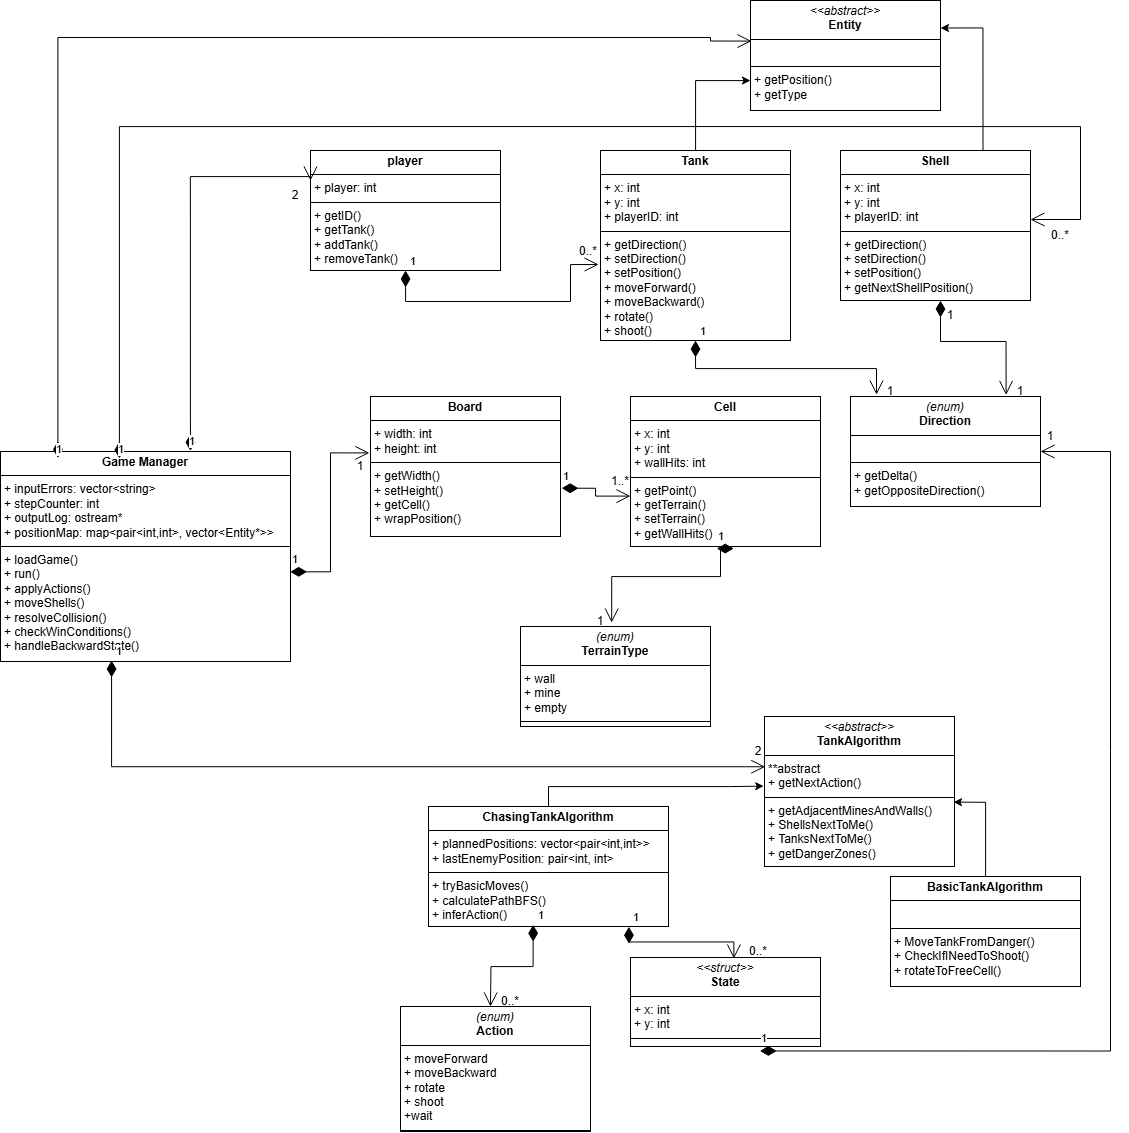 <<abstract>>
Entity
+ getPosition()
+ getType
player
+ player: int
+ getID()
+ getTank()
+ addTank()
+ removeTank()
2
1
Tank
+ x: int
+ y: int
+ playerID: int
+ getDirection()
+ setDirection()
+ setPosition()
+ moveForward()
+ moveBackward()
+ rotate()
+ shoot()
0..*
1
Shell
+ x: int
+ y: int
+ playerID: int
+ getDirection()
+ setDirection()
+ setPosition()
+ getNextShellPosition()
0..*
1
1
1
1
Game Manager
+ inputErrors: vector<string>
+ stepCounter: int
+ outputLog: ostream*
+ positionMap: map<pair<int,int>, vector<Entity*>>
+ loadGame()
+ run()
+ applyActions()
+ moveShells()
+ resolveCollision()
+ checkWinConditions()
+ handleBackwardState()
1
1
1
Board
+ width: int
+ height: int
+ getWidth()
+ setHeight()
+ getCell()
+ wrapPosition()
1
1
Cell
+ x: int
+ y: int
+ wallHits: int
+ getPoint()
+ getTerrain()
+ setTerrain()
+ getWallHits()
1..*
1
1
1
(enum)
Direction
+ getDelta()
+ getOppositeDirection()
1
1
(enum)
TerrainType
+ wall
+ mine
+ empty
2
<<abstract>>
TankAlgorithm
**abstract
+ getNextAction()
+ getAdjacentMinesAndWalls()
+ ShellsNextToMe()
+ TanksNextToMe()
+ getDangerZones()
ChasingTankAlgorithm
+ plannedPositions: vector<pair<int,int>>
+ lastEnemyPosition: pair<int, int>
+ tryBasicMoves()
+ calculatePathBFS()
+ inferAction()
1
1
BasicTankAlgorithm
+ MoveTankFromDanger()
+ CheckIfINeedToShoot()
+ rotateToFreeCell()
0..*
<<struct>>
State
+ x: int
+ y: int
1
0..*
(enum)
Action
+ moveForward
+ moveBackward
+ rotate
+ shoot
+wait